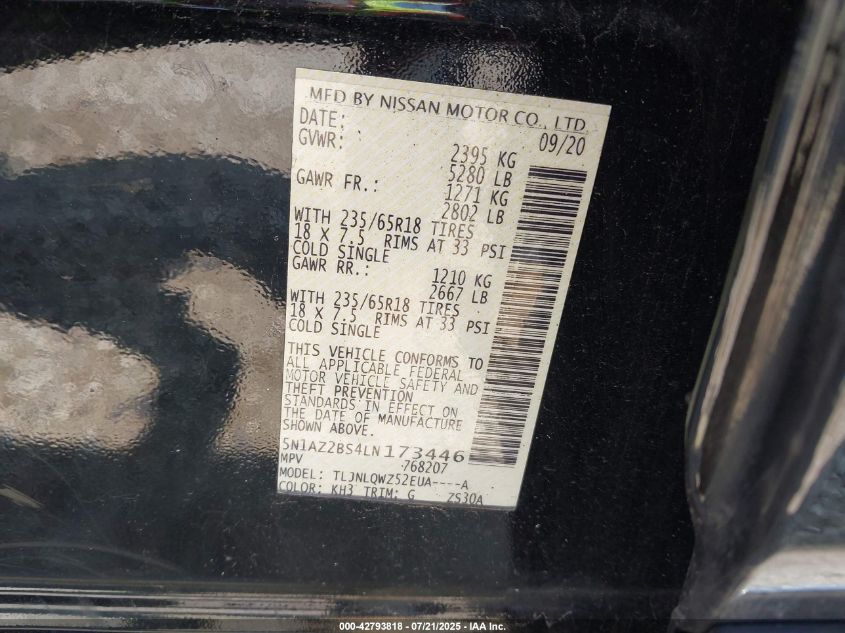 MFD BY NISSAN MOTOR CO., LTD.
DATE: 09/20
GVWR: 2395 KG
5280 LB
GAWR FR.: 1271 KG
2802 LB
WITH 235/65R18 TIRES
18 X 7.5 RIMS AT 33 PSI
COLD SINGLE
GAWR RR.: 1210 KG
2667 LB
WITH 235/65R18 TIRES
18 X 7.5 RIMS AT 33 PSI
COLD SINGLE
THIS VEHICLE CONFORMS TO
ALL APPLICABLE FEDERAL
MOTOR VEHICLE SAFETY AND
THEFT PREVENTION
STANDARDS IN EFFECT ON
THE DATE OF MANUFACTURE
SHOWN ABOVE.
5N1AZ2BS4LN173446
MPV 768207
MODEL: TLJNLQWZ52EUA----A
COLOR: KH3 TRIM: G ZS30A
000-42793818 - 07/21/2025 - IAA Inc.